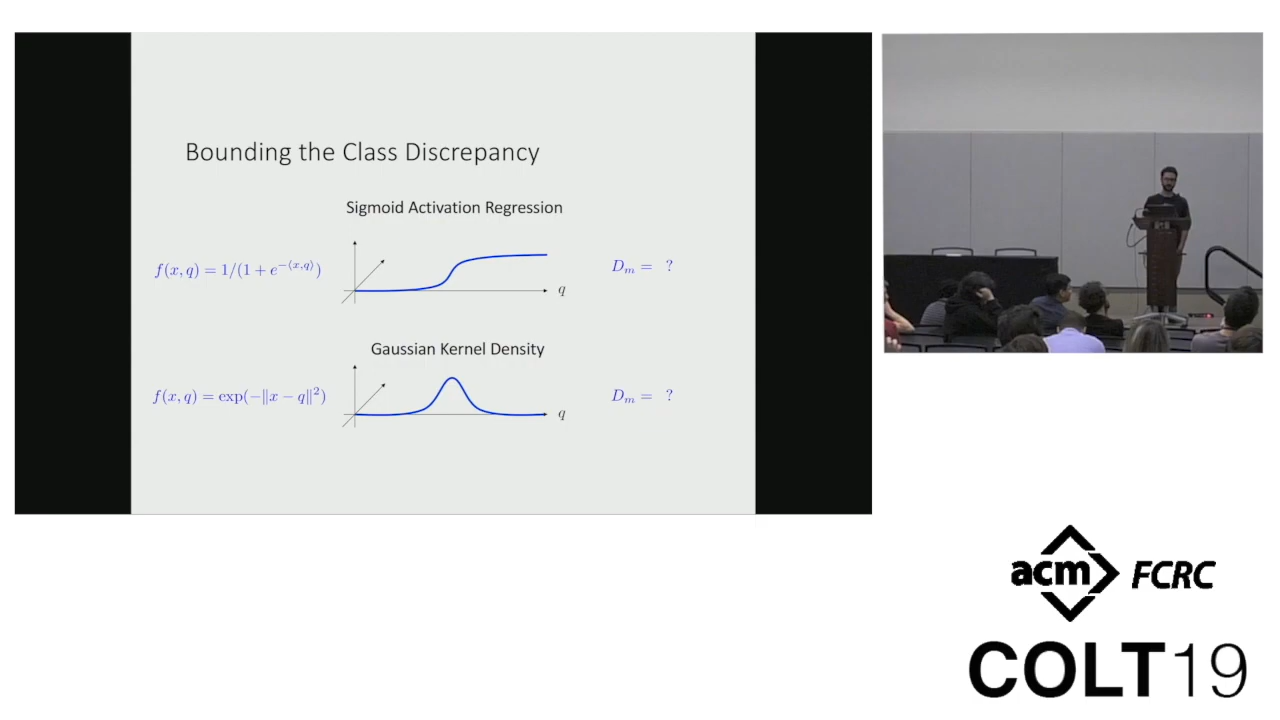 Bounding the Class Discrepancy
Sigmoid Activation Regression
f(x, q) = 1/(1 + e^{-⟨x,q⟩})
q
D_m = ?
Gaussian Kernel Density
f(x, q) = exp(-‖x - q‖²)
q
D_m = ?
acm FCRC
COLT19